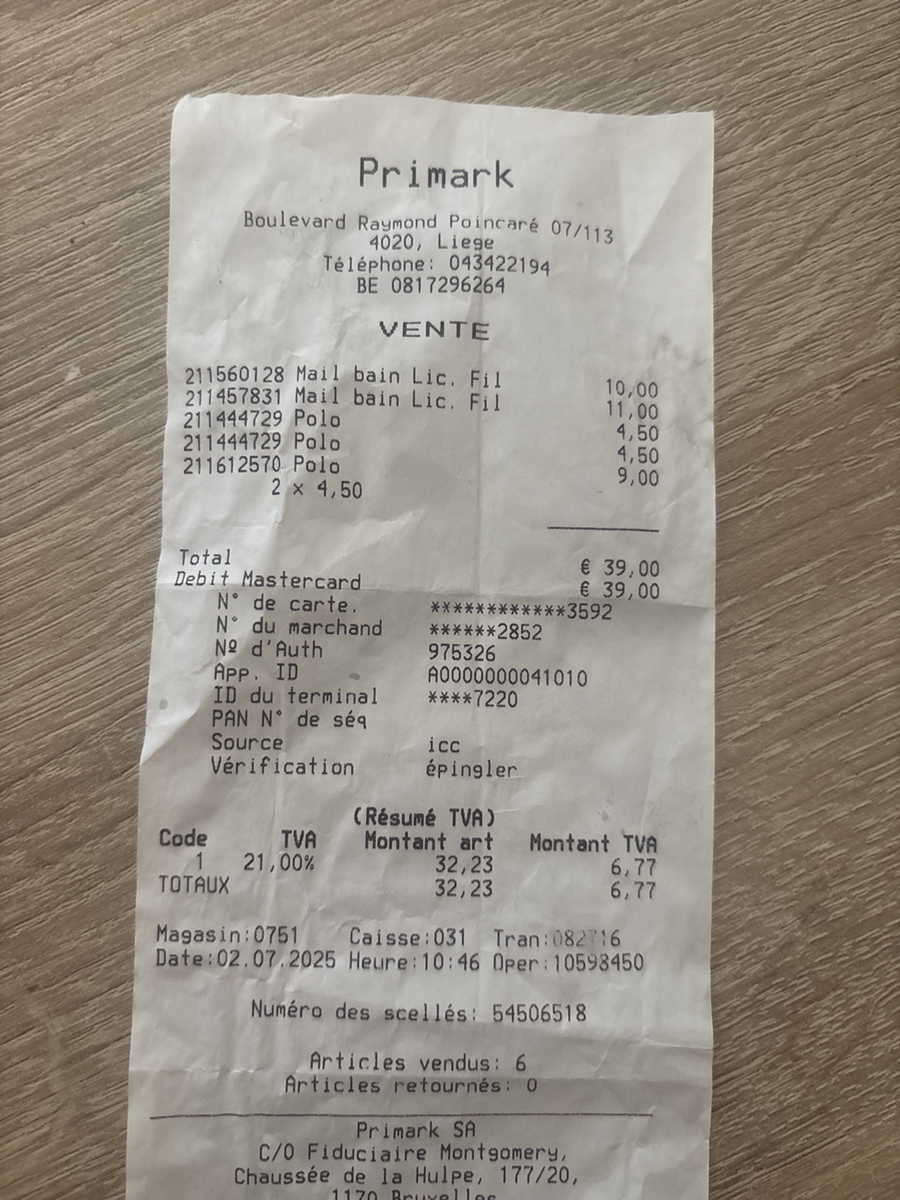 Primark
Boulevard Raymond Poincaré 07/113
4020, Liege
Téléphone: 043422194
BE 0817296264
VENTE
211560128 Mail bain Lic. Fil 10,00
211457831 Mail bain Lic. Fil 11,00
211444729 Polo 4,50
211444729 Polo 4,50
211612570 Polo 9,00
2 x 4,50
Total € 39,00
Debit Mastercard € 39,00
N° de carte. ************3592
N° du marchand ******2852
Nº d'Auth 975326
App. ID A0000000041010
ID du terminal ****7220
PAN N° de séq
Source icc
Vérification épingler
(Résumé TVA)
Code TVA Montant art Montant TVA
1 21,00% 32,23 6,77
TOTAUX 32,23 6,77
Magasin:0751 Caisse:031 Tran:082716
Date:02.07.2025 Heure:10:46 Oper:10598450
Numéro des scellés: 54506518
Articles vendus: 6
Articles retournés: 0
Primark SA
C/O Fiduciaire Montgomery,
Chaussée de la Hulpe, 177/20,
1170 Bruxelles